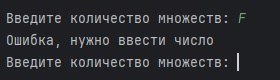 Введите количество множеств: F
Ошибка, нужно ввести число
Введите количество множеств: